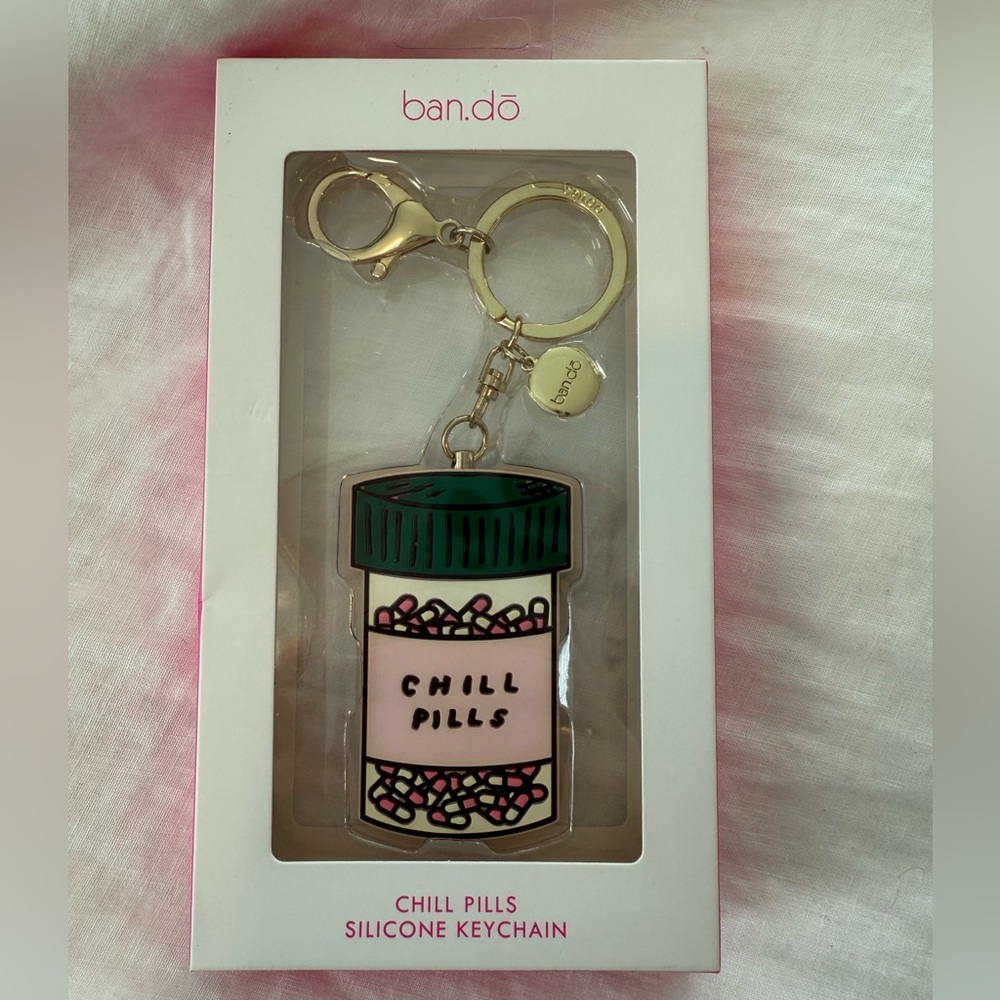 ban.dō
ban.dō
CHILL
PILLS
CHILL PILLS
SILICONE KEYCHAIN